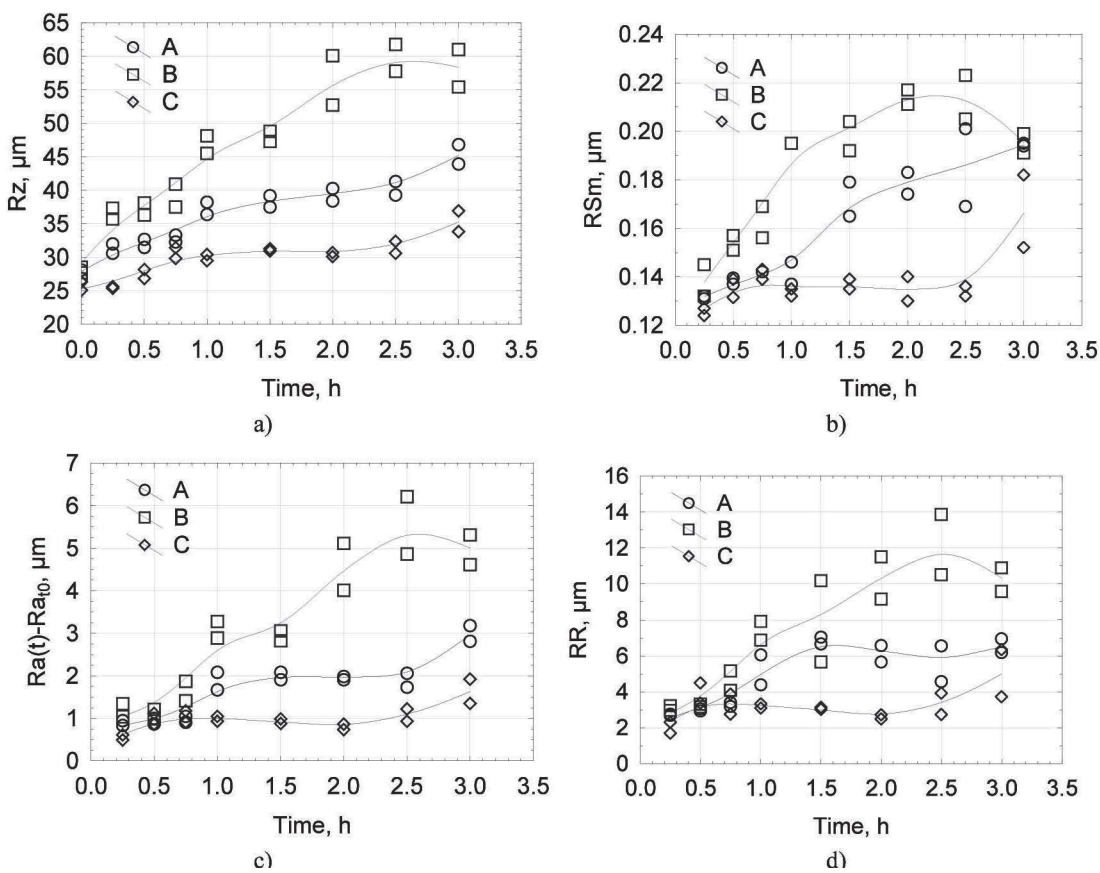 65
60
55
50
45
40
35
30
25
20
Rz, µm
A
B
C
0.0 0.5 1.0 1.5 2.0 2.5 3.0 3.5
Time, h
a)
0.24
0.22
0.20
0.18
0.16
0.14
0.12
RSm, µm
A
B
C
0.0 0.5 1.0 1.5 2.0 2.5 3.0 3.5
Time, h
b)
7
6
5
4
3
2
1
0
Ra(t)-Rat0, µm
A
B
C
0.0 0.5 1.0 1.5 2.0 2.5 3.0 3.5
Time, h
c)
16
14
12
10
8
6
4
2
0
RR, µm
A
B
C
0.0 0.5 1.0 1.5 2.0 2.5 3.0 3.5
Time, h
d)